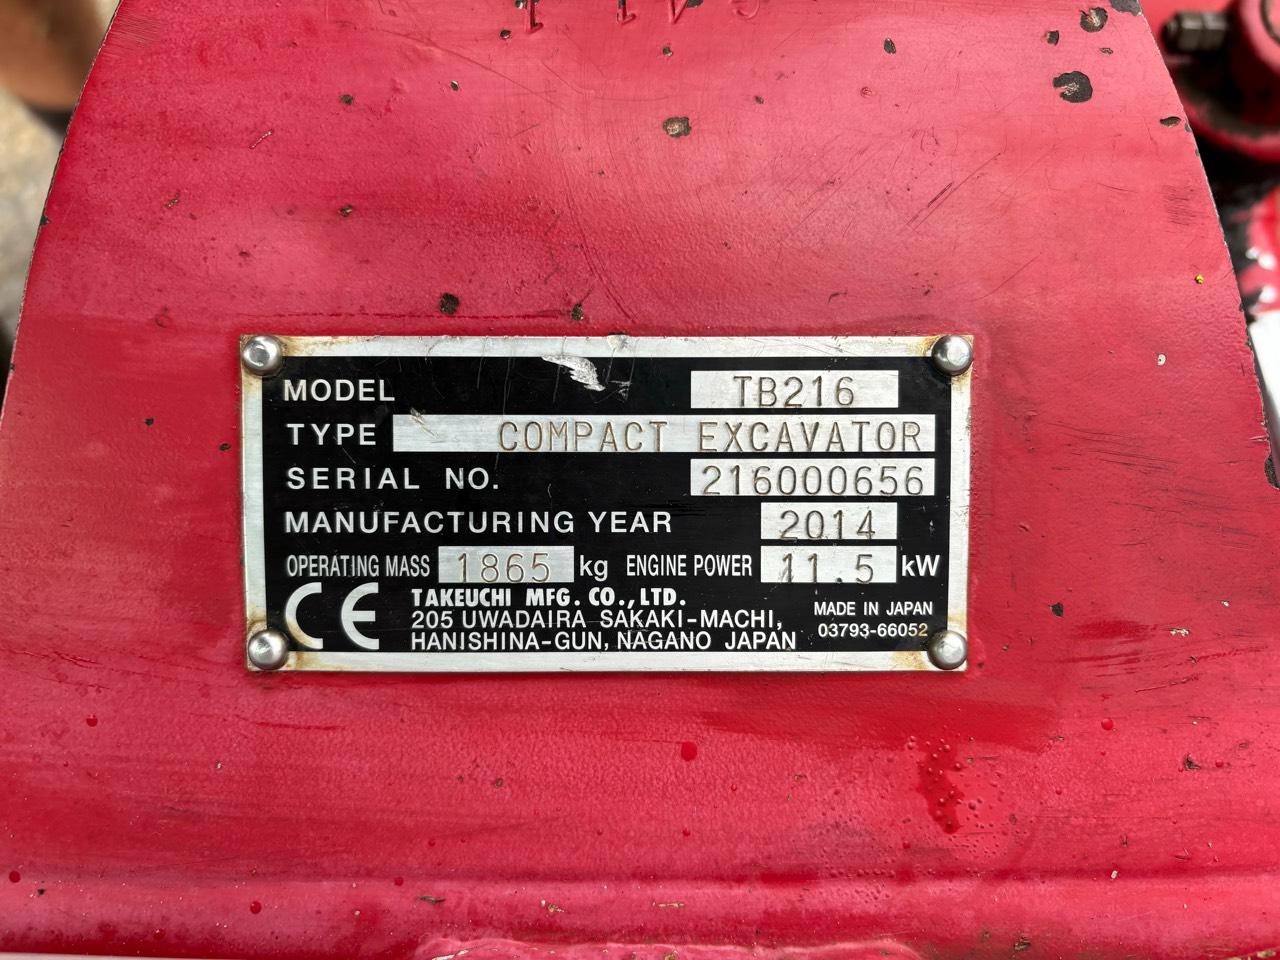 MODEL TB216
TYPE COMPACT EXCAVATOR
SERIAL NO. 216000656
MANUFACTURING YEAR 2014
OPERATING MASS 1865 kg ENGINE POWER 11.5 kW
CE TAKEUCHI MFG. CO., LTD.
205 UWADAIRA SAKAKI-MACHI,
HANISHINA-GUN, NAGANO JAPAN
MADE IN JAPAN
03793-66052